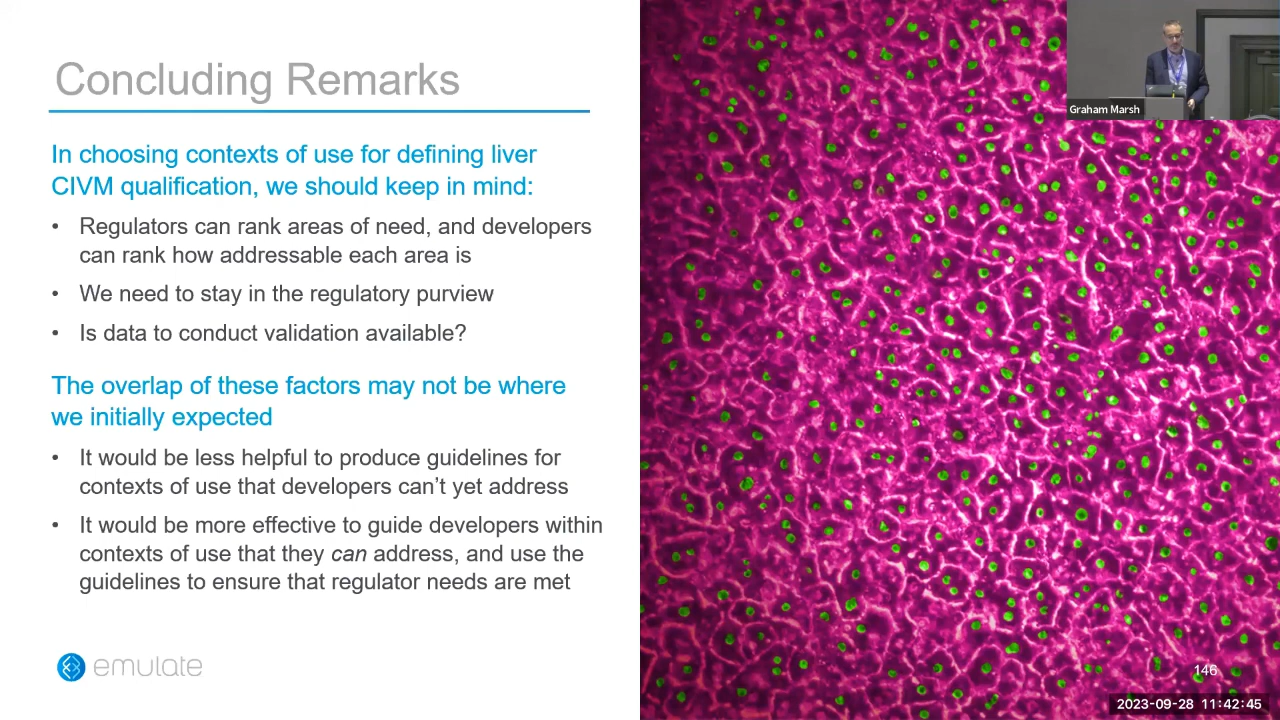 Concluding Remarks
In choosing contexts of use for defining liver
CIVM qualification, we should keep in mind:
• Regulators can rank areas of need, and developers
can rank how addressable each area is
• We need to stay in the regulatory purview
• Is data to conduct validation available?
The overlap of these factors may not be where
we initially expected
• It would be less helpful to produce guidelines for
contexts of use that developers can’t yet address
• It would be more effective to guide developers within
contexts of use that they can address, and use the
guidelines to ensure that regulator needs are met
emulate
Graham Marsh
146
2023-09-28 11:42:45